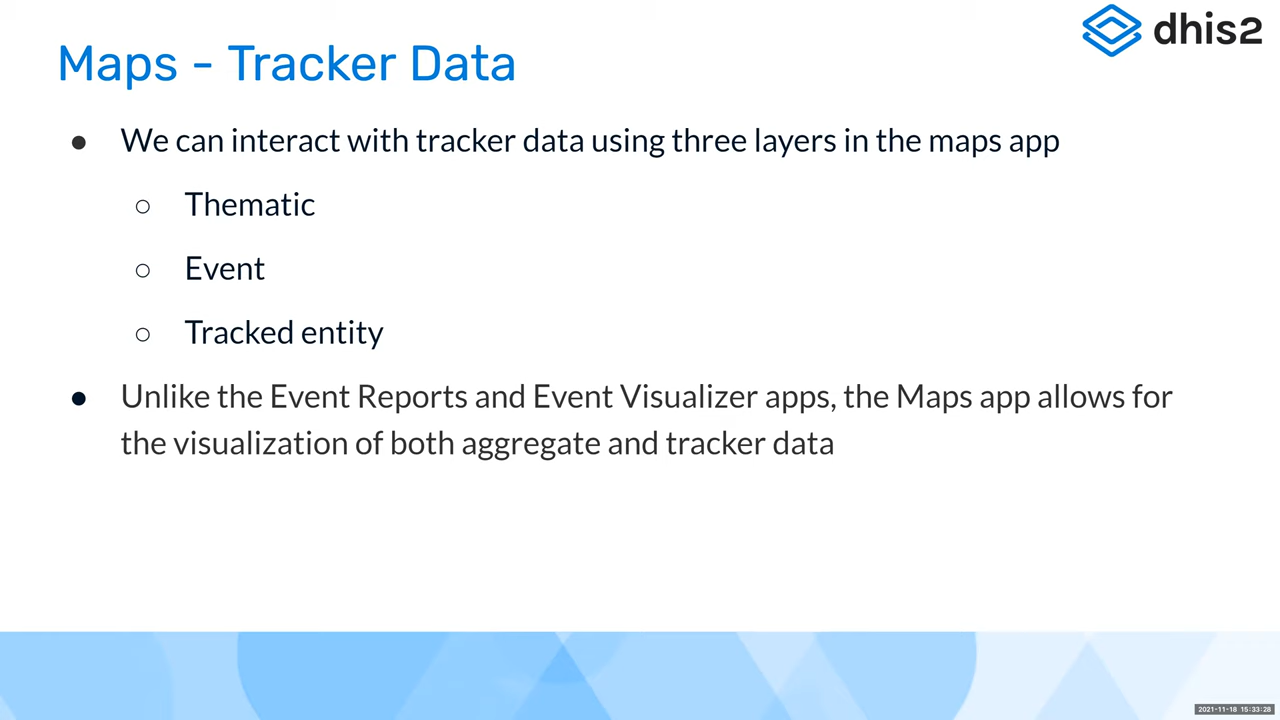 dhis2
Maps - Tracker Data
● We can interact with tracker data using three layers in the maps app
○ Thematic
○ Event
○ Tracked entity
● Unlike the Event Reports and Event Visualizer apps, the Maps app allows for
the visualization of both aggregate and tracker data
2021-11-18 15:33:28